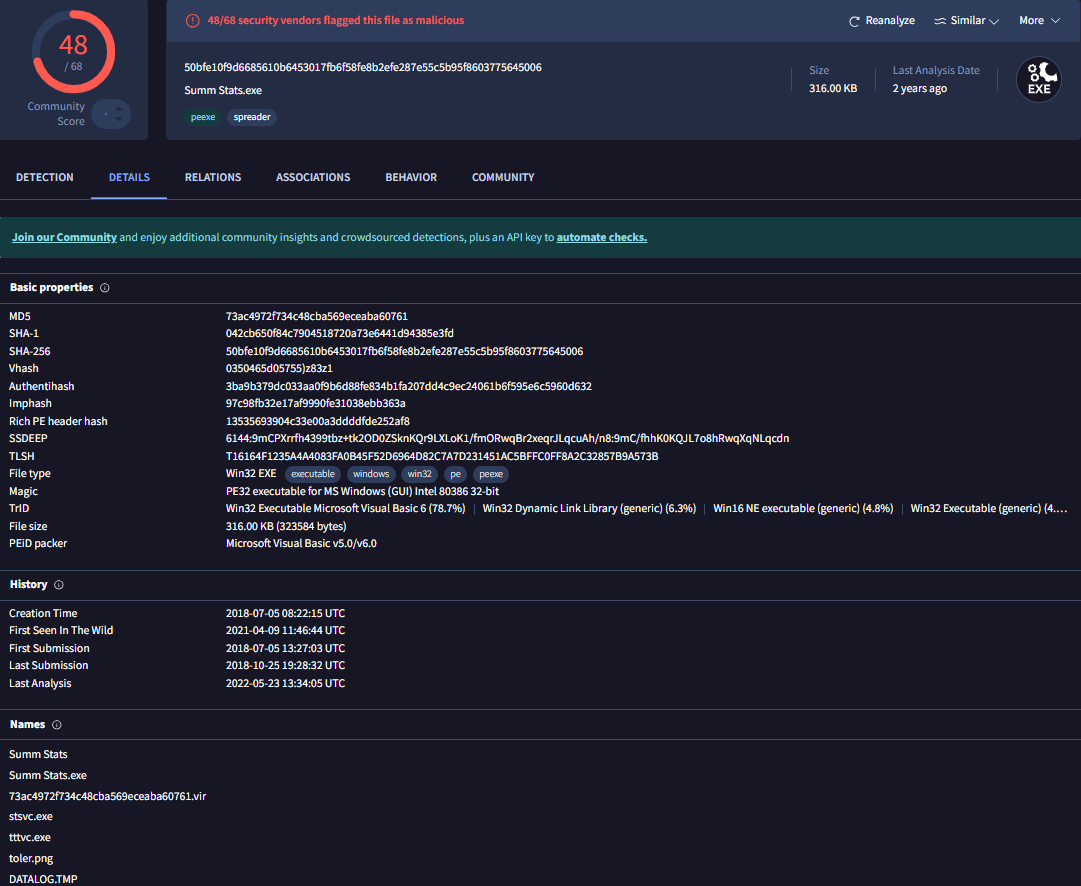 48
/ 68
Community
Score
48/68 security vendors flagged this file as malicious
Reanalyze
Similar
More
50bfe10f9d6685610b6453017fb6f58fe8b2efe287e55c5b95f8603775645006
Summ Stats.exe
peexe
spreader
Size
316.00 KB
Last Analysis Date
2 years ago
EXE
DETECTION
DETAILS
RELATIONS
ASSOCIATIONS
BEHAVIOR
COMMUNITY
Join our Community and enjoy additional community insights and crowdsourced detections, plus an API key to automate checks.
Basic properties
MD5 73ac4972f734c48cba569eceaba60761
SHA-1 042cb650f84c7904518720a73e6441d94385e3fd
SHA-256 50bfe10f9d6685610b6453017fb6f58fe8b2efe287e55c5b95f8603775645006
Vhash 0350465d05755)z83z1
Authentihash 3ba9b379dc033aa0f9b6d88fe834b1fa207dd4c9ec24061b6f595e6c5960d632
Imphash 97c98fb32e17af9990fe31038ebb363a
Rich PE header hash 13535693904c33e00a3ddddfde252af8
SSDEEP 6144:9mCPXrrfh4399tbz+tk2OD0ZSknKQr9LXLoK1/fmORwqBr2xeqrJLqcuAh/n8:9mC/fhhK0KQJL7o8hRwqXqNLqcdn
TLSH T16164F1235A4A4083FA0B45F52D6964D82C7A7D231451AC5BFFC0FF8A2C32857B9A573B
File type Win32 EXE executable windows win32 pe peexe
Magic PE32 executable for MS Windows (GUI) Intel 80386 32-bit
TrID Win32 Executable Microsoft Visual Basic 6 (78.7%) Win32 Dynamic Link Library (generic) (6.3%) Win16 NE executable (generic) (4.8%) Win32 Executable (generic) (4....
File size 316.00 KB (323584 bytes)
PEiD packer Microsoft Visual Basic v5.0/v6.0
History
Creation Time 2018-07-05 08:22:15 UTC
First Seen In The Wild 2021-04-09 11:46:44 UTC
First Submission 2018-07-05 13:27:03 UTC
Last Submission 2018-10-25 19:28:32 UTC
Last Analysis 2022-05-23 13:34:05 UTC
Names
Summ Stats
Summ Stats.exe
73ac4972f734c48cba569eceaba60761.vir
stsvc.exe
tttvc.exe
toler.png
DATALOG.TMP